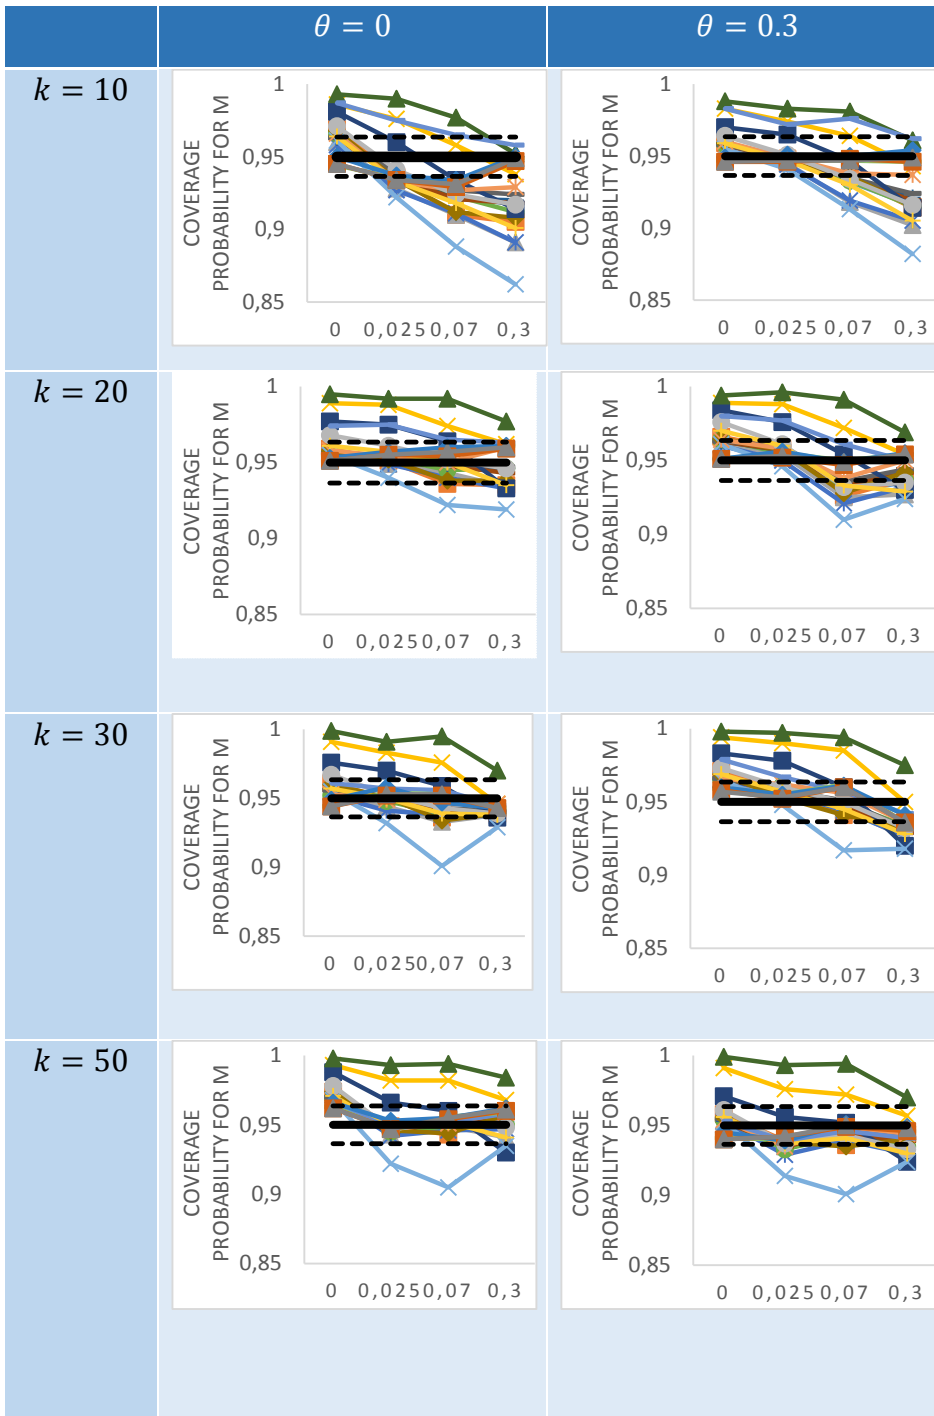 θ = 0
θ = 0.3
k = 10
COVERAGE
PROBABILITY FOR M
1
0,95
0,9
0,85
0 0,025 0,07 0,3
COVERAGE
PROBABILITY FOR M
1
0,95
0,9
0,85
0 0,025 0,07 0,3
k = 20
COVERAGE
PROBABILITY FOR M
1
0,95
0,9
0,85
0 0,025 0,07 0,3
COVERAGE
PROBABILITY FOR M
1
0,95
0,9
0,85
0 0,025 0,07 0,3
k = 30
COVERAGE
PROBABILITY FOR M
1
0,95
0,9
0,85
0 0,025 0,07 0,3
COVERAGE
PROBABILITY FOR M
1
0,95
0,9
0,85
0 0,025 0,07 0,3
k = 50
COVERAGE
PROBABILITY FOR M
1
0,95
0,9
0,85
0 0,025 0,07 0,3
COVERAGE
PROBABILITY FOR M
1
0,95
0,9
0,85
0 0,025 0,07 0,3